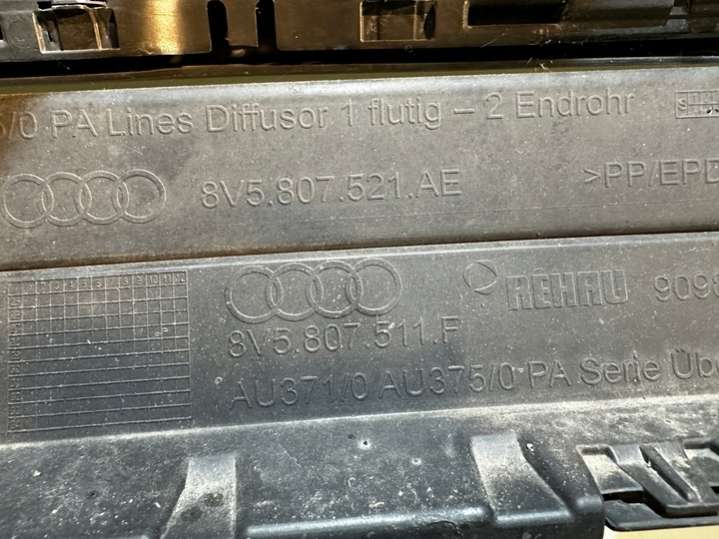 /0 PA Lines Diffusor 1 flutig – 2 Endrohr
8V5.807.521. AE
>PP/EPD
REHAU 909
8V5.807.511.F
AU371/0 AU375/0 PA Serie Übe